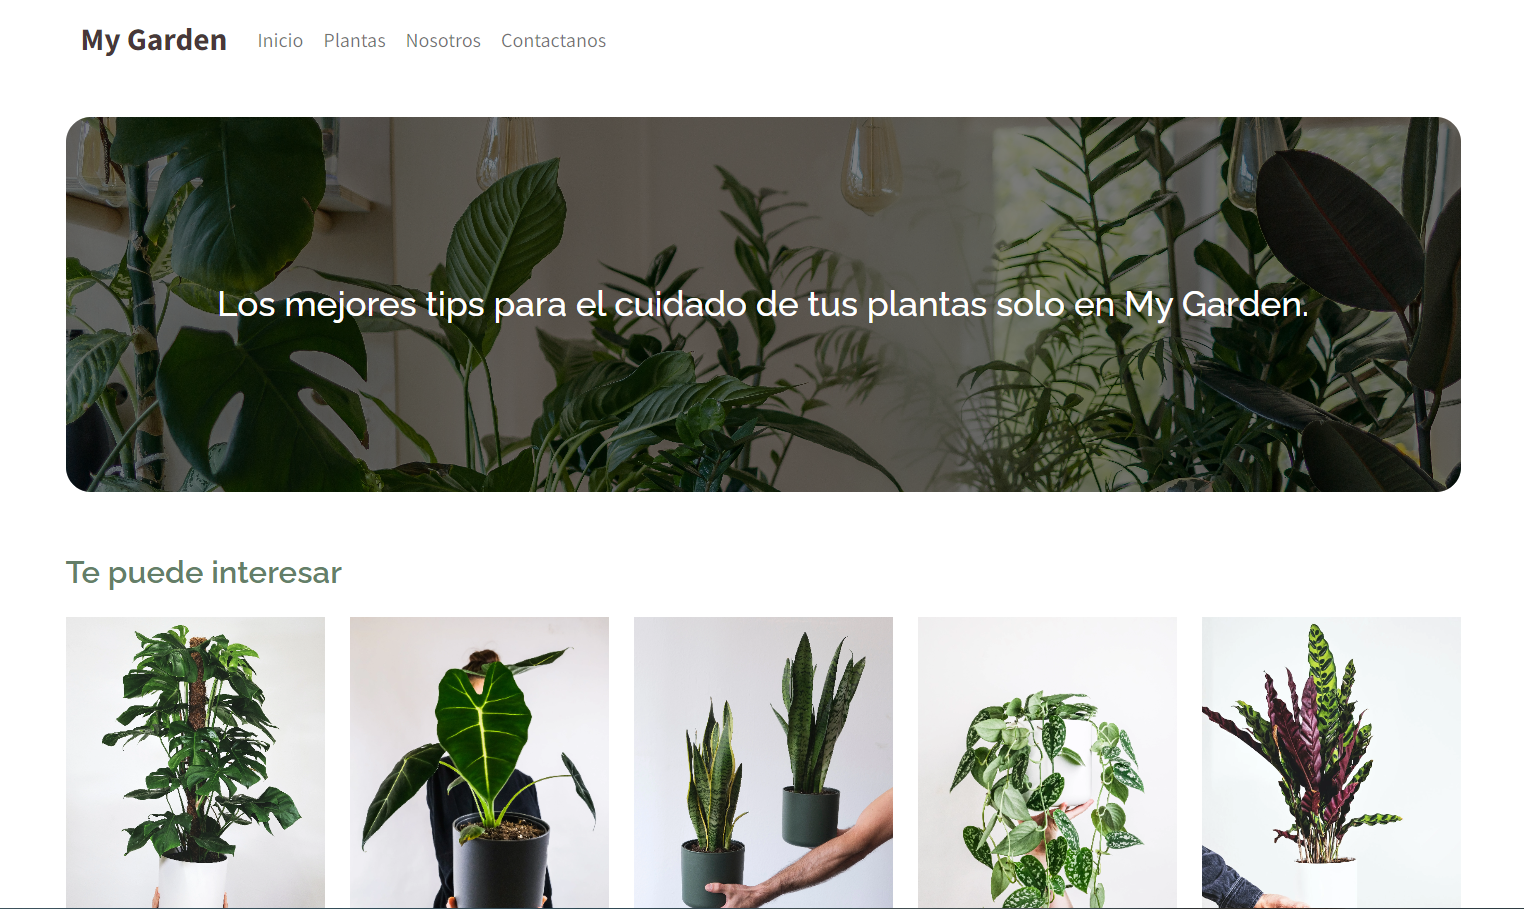 My Garden Inicio Plantas Nosotros Contactanos
Los mejores tips para el cuidado de tus plantas solo en My Garden.
Te puede interesar